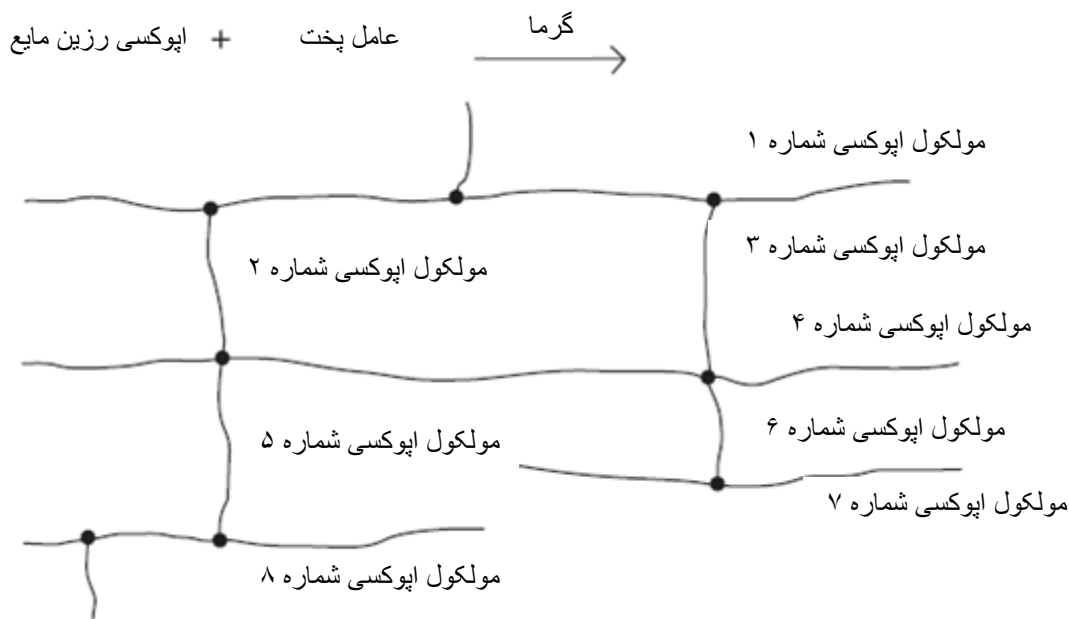 اپوکسی رزین مایع + عامل پخت
گرما
مولکول اپوکسی شماره ۱
مولکول اپوکسی شماره ۳
مولکول اپوکسی شماره ۲
مولکول اپوکسی شماره ۴
مولکول اپوکسی شماره ۶
مولکول اپوکسی شماره ۵
مولکول اپوکسی شماره ۷
مولکول اپوکسی شماره ۸